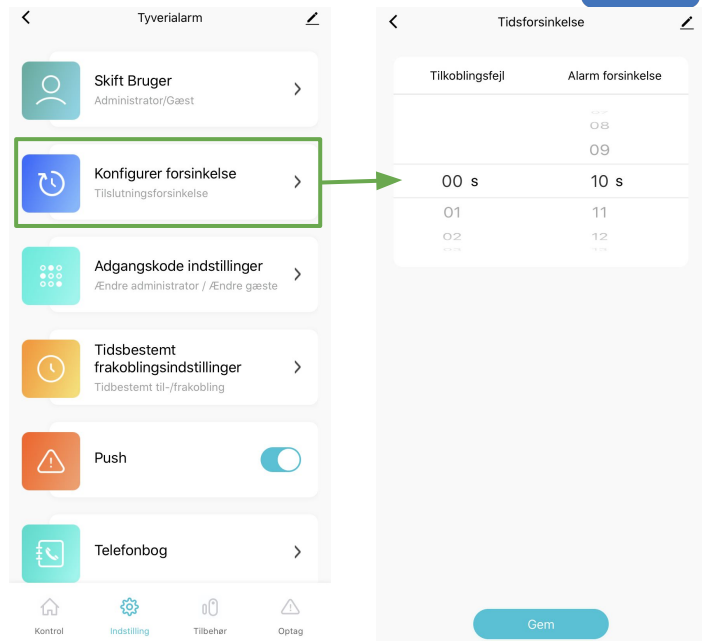 Tyverialarm
Skift Bruger
Administrator/Gæst
Konfigurer forsinkelse
Tilslutningsforsinkelse
Adgangskode indstillinger
Ændre administrator / Ændre gæste
Tidsbestemt
frakoblingsindstillinger
Tidbestemt til-/frakobling
Push
Telefonbog
Kontrol
Indstilling
Tilbehør
Optag
Tidsforsinkelse
Tilkoblingsfejl Alarm forsinkelse
08
09
00 s 10 s
01 11
02 12
Gem